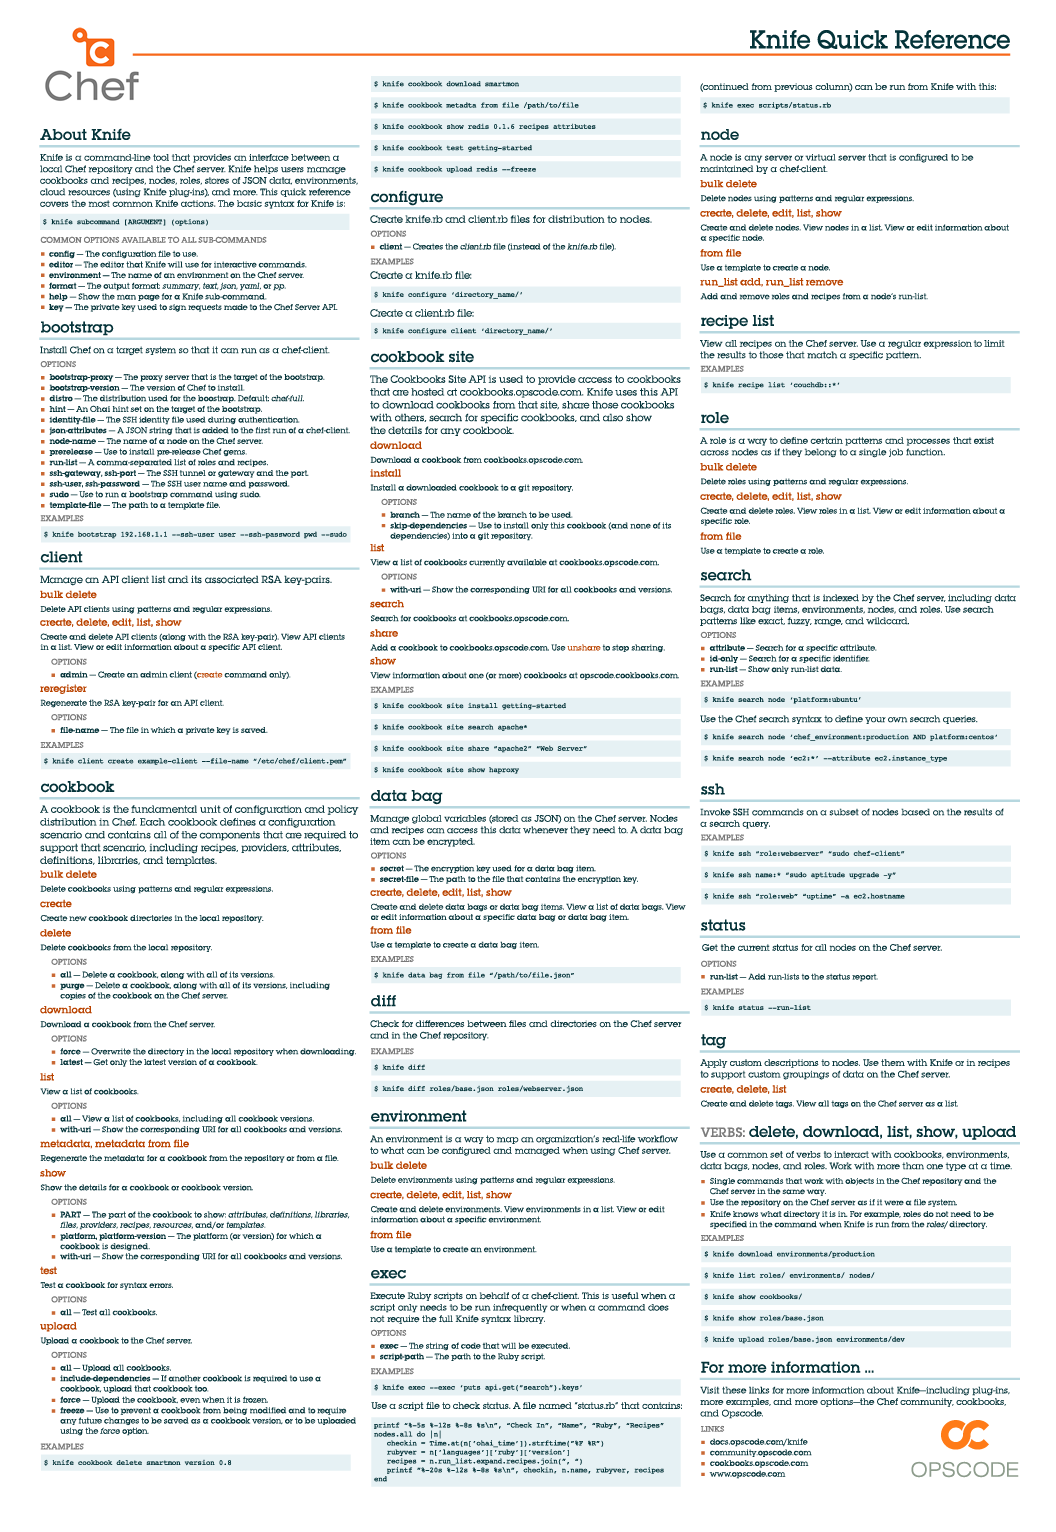 Chef
Knife Quick Reference
About Knife
Knife is a command-line tool that provides an interface between a
local Chef repository and the Chef server. Knife helps users manage
cookbooks and recipes, nodes, roles, stores of JSON data, environments,
cloud resources (using Knife plug-ins), and more. This quick reference
covers the most common Knife actions. The basic syntax for Knife is:
$ knife subcommand [ARGUMENT] (options)
COMMON OPTIONS AVAILABLE TO ALL SUB-COMMANDS
■ config — The configuration file to use.
■ editor — The editor that Knife will use for interactive commands.
■ environment — The name of an environment on the Chef server.
■ format — The output format: summary, text, json, yaml, or pp.
■ help — Show the main page for a Knife sub-command.
■ key — The private key used to sign requests made to the Chef Server API.
bootstrap
Install Chef on a target system so that it can run as a chef-client.
OPTIONS
■ bootstrap-proxy — The proxy server that is the target of the bootstrap.
■ bootstrap-version — The version of Chef to install.
■ distro — The distribution used for the boostrap. Default: chef-full.
■ hint — An Ohai hint set on the target of the bootstrap.
■ identity-file — The SSH identity file used during authentication.
■ json-attributes — A JSON string that is added to the first run of a chef-client.
■ node-name — The name of a node on the Chef server.
■ prerelease — Use to install pre-release Chef gems.
■ run-list — A comma-separated list of roles and recipes.
■ ssh-gateway, ssh-port — The SSH tunnel or gateway and the port.
■ ssh-user, ssh-password — The SSH user name and password.
■ sudo — Use to run a bootstrap command using sudo.
■ template-file — The path to a template file.
EXAMPLES
$ knife bootstrap 192.168.1.1 --ssh-user user --ssh-password pwd --sudo
client
Manage an API client list and its associated RSA key-pairs.
bulk delete
Delete API clients using patterns and regular expressions.
create, delete, edit, list, show
Create and delete API clients (along with the RSA key-pair). View API clients
in a list. View or edit information about a specific API client.
OPTIONS
■ admin — Create an admin client (create command only).
reregister
Regenerate the RSA key-pair for an API client.
OPTION
■ file-name — The file in which a private key is saved.
EXAMPLES
$ knife client create example-client --file-name “/etc/chef/client.pem”
cookbook
A cookbook is the fundamental unit of configuration and policy
distribution in Chef. Each cookbook defines a configuration
scenario and contains all of the components that are required to
support that scenario, including recipes, providers, attributes,
definitions, libraries, and templates.
bulk delete
Delete cookbooks using patterns and regular expressions.
create
Create new cookbook directories in the local repository.
delete
Delete cookbooks from the local repository.
OPTIONS
■ all — Delete a cookbook, along with all of its versions.
■ purge — Delete a cookbook, along with all of its versions, including
copies of the cookbook on the Chef server.
download
Download a cookbook from the Chef server.
OPTIONS
■ force — Overwrite the directory in the local repository when downloading.
■ latest — Get only the latest version of a cookbook.
list
View a list of cookbooks.
OPTIONS
■ all — View a list of cookbooks, including all cookbook versions.
■ with-uri — Show the corresponding URI for all cookbooks and versions.
metadata, metadata from file
Regenerate the metadata for a cookbook from the repository or from a file.
show
Show the details for a cookbook or cookbook version.
OPTIONS
■ PART — The part of the cookbook to show: attributes, definitions, libraries,
files, providers, recipes, resources, and/or templates.
■ platform, platform-version — The platform (or version) for which a
cookbook is designed.
■ with-uri — Show the corresponding URI for all cookbooks and versions.
test
Test a cookbook for syntax errors.
OPTIONS
■ all — Test all cookbooks.
upload
Upload a cookbook to the Chef server.
OPTIONS
■ all — Upload all cookbooks.
■ include-dependencies — If another cookbook is required to use a
cookbook, upload that cookbook too.
■ force — Upload the cookbook, even when it is frozen.
■ freeze — Use to prevent a cookbook from being modified and to require
any future changes to be saved as a cookbook version, or to be uploaded
using the force option.
EXAMPLES
$ knife cookbook delete smartmon version 0.8
$ knife cookbook download smartmon
$ knife cookbook metadta from file /path/to/file
$ knife cookbook show redis 0.1.6 recipes attributes
$ knife cookbook test getting-started
$ knife cookbook upload redis --freeze
configure
Create knife.rb and client.rb files for distribution to nodes.
OPTIONS
■ client — Creates the client.rb file (instead of the knife.rb file).
EXAMPLES
Create a knife.rb file:
$ knife configure ‘directory_name/’
Create a client.rb file:
$ knife configure client ‘directory_name/’
cookbook site
The Cookbooks Site API is used to provide access to cookbooks
that are hosted at cookbooks.opscode.com. Knife uses this API
to download cookbooks from that site, share those cookbooks
with others, search for specific cookbooks, and also show
the details for any cookbook.
download
Download a cookbook from cookbooks.opscode.com.
install
Install a downloaded cookbook to a git repository.
OPTIONS
■ branch — The name of the branch to be used.
■ skip-dependencies — Use to install only this cookbook (and none of its
dependencies) into a git repository.
list
View a list of cookbooks currently available at cookbooks.opscode.com.
OPTIONS
■ with-uri — Show the corresponding URI for all cookbooks and versions.
search
Search for cookbooks at cookbooks.opscode.com.
share
Add a cookbook to cookbooks.opscode.com. Use unshare to stop sharing.
show
View information about one (or more) cookbooks at opscode.cookbooks.com.
EXAMPLES
$ knife cookbook site install getting-started
$ knife cookbook site search apache*
$ knife cookbook site share “apache2” “Web Server”
$ knife cookbook site show haproxy
data bag
Manage global variables (stored as JSON) on the Chef server. Nodes
and recipes can access this data whenever they need to. A data bag
item can be encrypted.
OPTIONS
■ secret — The encryption key used for a data bag item.
■ secret-file — The path to the file that contains the encryption key.
create, delete, edit, list, show
Create and delete data bags or data bag items. View a list of data bags. View
or edit information about a specific data bag or data bag item.
from file
Use a template to create a data bag item.
EXAMPLES
$ knife data bag from file “/path/to/file.json”
diff
Check for differences between files and directories on the Chef server
and in the Chef repository.
EXAMPLES
$ knife diff
$ knife diff roles/base.json roles/webserver.json
environment
An environment is a way to map an organization’s real-life workflow
to what can be configured and managed when using Chef server.
bulk delete
Delete environments using patterns and regular expressions.
create, delete, edit, list, show
Create and delete environments. View environments in a list. View or edit
information about a specific environment.
from file
Use a template to create an environment.
exec
Execute Ruby scripts on behalf of a chef-client. This is useful when a
script only needs to be run infrequently or when a command does
not require the full Knife syntax library.
OPTIONS
■ exec — The string of code that will be executed.
■ script-path — The path to the Ruby script.
EXAMPLES
$ knife exec --exec ‘puts api.get(“search”).keys’
Use a script file to check status. A file named “status.rb” that contains:
printf “%-5s %-12s %-8s %s\n”, “Check In”, “Name”, “Ruby”, “Recipes”
nodes.all do |n|
checkin = Time.at(n[‘ohai_time’]).strftime(“%F %R”)
rubyver = n[‘languages’][‘ruby’][‘version’]
recipes = n.run_list.expand.recipes.join(“, “)
printf “%-20s %-12s %-8s %s\n”, checkin, n.name, rubyver, recipes
end
(continued from previous column) can be run from Knife with this:
$ knife exec scripts/status.rb
node
A node is any server or virtual server that is configured to be
maintained by a chef-client.
bulk delete
Delete nodes using patterns and regular expressions.
create, delete, edit, list, show
Create and delete nodes. View nodes in a list. View or edit information about
a specific node.
from file
Use a template to create a node.
run_list add, run_list remove
Add and remove roles and recipes from a node’s run-list.
recipe list
View all recipes on the Chef server. Use a regular expression to limit
the results to those that match a specific pattern.
EXAMPLES
$ knife recipe list ‘couchdb::*’
role
A role is a way to define certain patterns and processes that exist
across nodes as if they belong to a single job function.
bulk delete
Delete roles using patterns and regular expressions.
create, delete, edit, list, show
Create and delete roles. View roles in a list. View or edit information about a
specific role.
from file
Use a template to create a role.
search
Search for anything that is indexed by the Chef server, including data
bags, data bag items, environments, nodes, and roles. Use search
patterns like exact, fuzzy, range, and wildcard.
OPTIONS
■ attribute — Search for a specific attribute.
■ id-only — Search for a specific identifier.
■ run-list — Show only run-list data.
EXAMPLES
$ knife search node ‘platform:ubuntu’
Use the Chef search syntax to define your own search queries.
$ knife search node ‘chef_environment:production AND platform:centos’
$ knife search node ‘ec2:*’ --attribute ec2.instance_type
ssh
Invoke SSH commands on a subset of nodes based on the results of
a search query.
EXAMPLES
$ knife ssh “role:webserver” “sudo chef-client”
$ knife ssh name:* “sudo aptitude upgrade -y”
$ knife ssh “role:web” “uptime” -a ec2.hostname
status
Get the current status for all nodes on the Chef server.
OPTIONS
■ run-list — Add run-lists to the status report.
EXAMPLES
$ knife status --run-list
tag
Apply custom descriptions to nodes. Use them with Knife or in recipes
to support custom groupings of data on the Chef server.
create, delete, list
Create and delete tags. View all tags on the Chef server as a list.
VERBS: delete, download, list, show, upload
Use a common set of verbs to interact with cookbooks, environments,
data bags, nodes, and roles. Work with more than one type at a time.
■ Single commands that work with objects in the Chef repository and the
Chef server in the same way.
■ Use the repository on the Chef server as if it were a file system.
■ Knife knows what directory it is in. For example, roles do not need to be
specified in the command when Knife is run from the roles/ directory.
EXAMPLES
$ knife download environments/production
$ knife list roles/ environments/ nodes/
$ knife show cookbooks/
$ knife show roles/base.json
$ knife upload roles/base.json environments/dev
For more information ...
Visit these links for more information about Knife—including plug-ins,
more examples, and more options—the Chef community, cookbooks,
and Opscode.
LINKS
■ docs.opscode.com/knife
■ community.opscode.com
■ cookbooks.opscode.com
■ www.opscode.com
OPSCODE